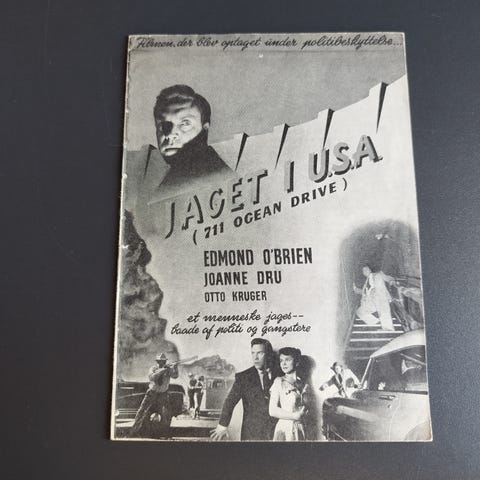 Filmen, der blev optaget under politibeskyttelse...
JAGET I U.S.A.
(711 OCEAN DRIVE)
EDMOND O'BRIEN
JOANNE DRU
OTTO KRUGER
et menneske jages--
baade af politi og gangstere